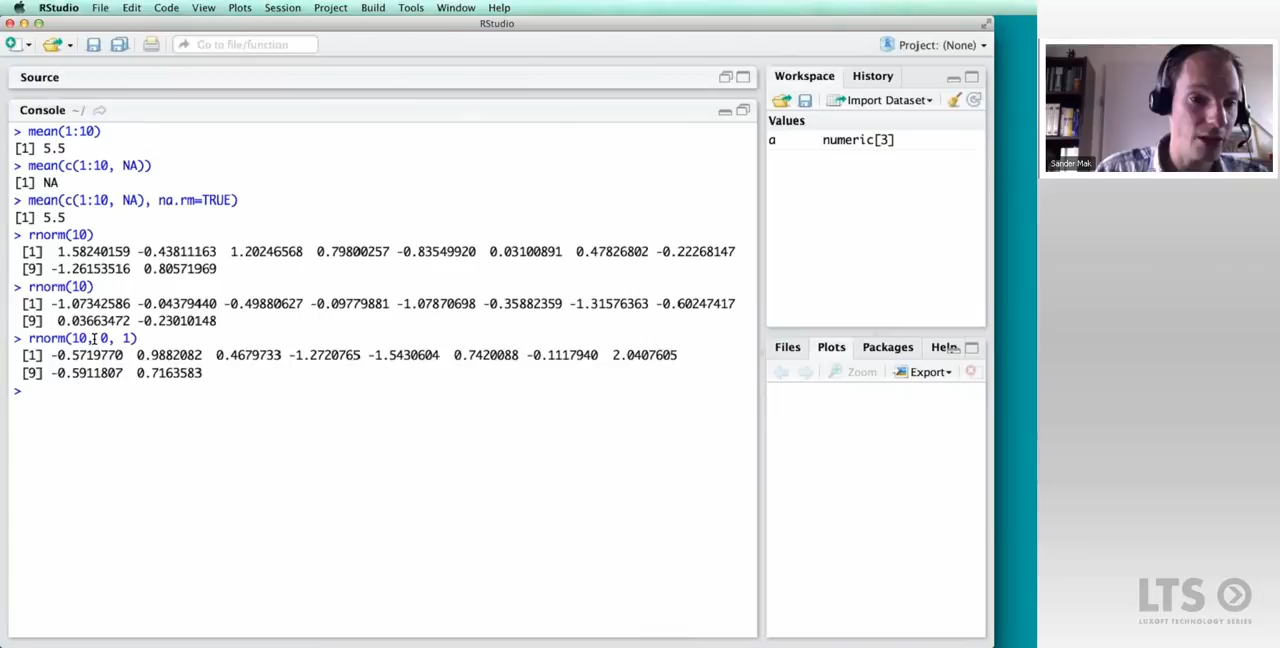 RStudio File Edit Code View Plots Session Project Build Tools Window Help
RStudio
Go to file/function
Project: (None)
Source
Console ~/
> mean(1:10)
[1] 5.5
> mean(c(1:10, NA))
[1] NA
> mean(c(1:10, NA), na.rm=TRUE)
[1] 5.5
> rnorm(10)
[1] 1.58240159 -0.43811163 1.20246568 0.79800257 -0.83549920 0.03100891 0.47826802 -0.22268147
[9] -1.26153516 0.80571969
> rnorm(10)
[1] -1.07342586 -0.04379440 -0.49880627 -0.09779881 -1.07870698 -0.35882359 -1.31576363 -0.60247417
[9] 0.03663472 -0.23010148
> rnorm(10, 0, 1)
[1] -0.5719770 0.9882082 0.4679733 -1.2720765 -1.5430604 0.7420088 -0.1117940 2.0407605
[9] -0.5911807 0.7163583
>
Workspace History
Import Dataset
Values
a numeric[3]
Files Plots Packages Help
Zoom Export
Sander Mak
LTS
LUXOFT TECHNOLOGY SERIES